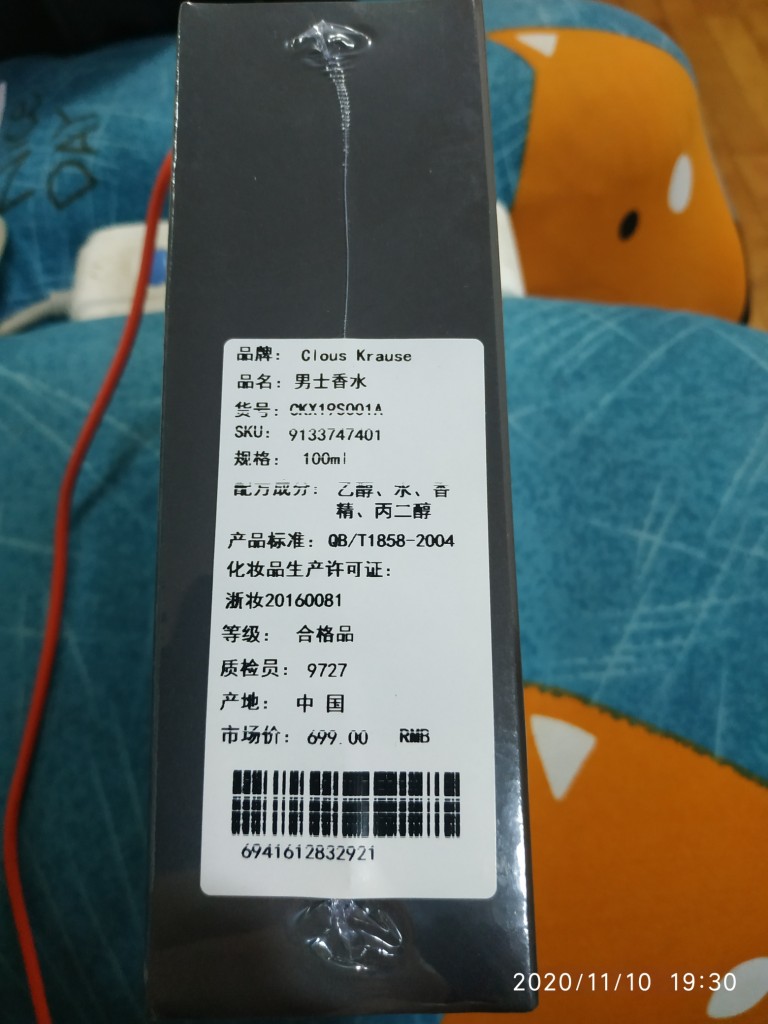 NICE
DAY
品牌： Clous Krause
品名：男士香水
货号：CKX19S001A
SKU： 9133747401
规格： 100ml
配方成分： 乙醇、水、香
精、丙二醇
产品标准：QB/T1858-2004
化妆品生产许可证：
浙妆20160081
等级： 合格品
质检员：9727
产地： 中 国
市场价：699.00 RMB
6941612832921
2020/11/10 19:30